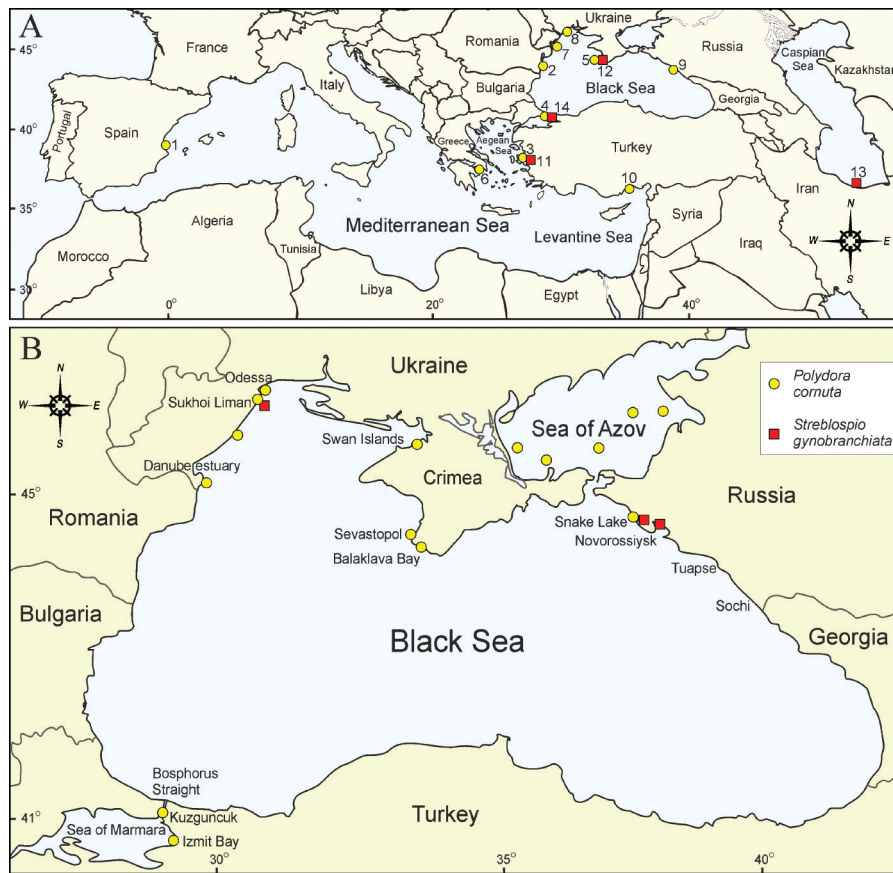 A
Ukraine
France
Romania
Russia
Caspian
Sea
Kazakhstan
45°
8
7
2
5
12
9
Italy
Bulgaria
Black Sea
Georgia
Portugal
Spain
1
4
14
40°
Greece
Aegean
Sea
3
11
Turkey
13
6
10
Iran
35°
Algeria
Mediterranean Sea
Levantine Sea
Syria
N
W
E
S
Morocco
Tunisia
Iraq
30°
Libya
Egypt
0°
20°
40°
B
N
W
E
S
Ukraine
Odessa
Sukhoi Liman
Polydora
cornuta
Streblospio
gynobranchiata
Swan Islands
Sea of Azov
Danube estuary
Crimea
45°
Romania
Russia
Sevastopol
Snake Lake
Novorossiysk
Balaklava Bay
Tuapse
Sochi
Bulgaria
Black Sea
Georgia
Bosphorus
Straight
41°
Kuzguncuk
Turkey
Sea of Marmara
Izmit Bay
30°
35°
40°